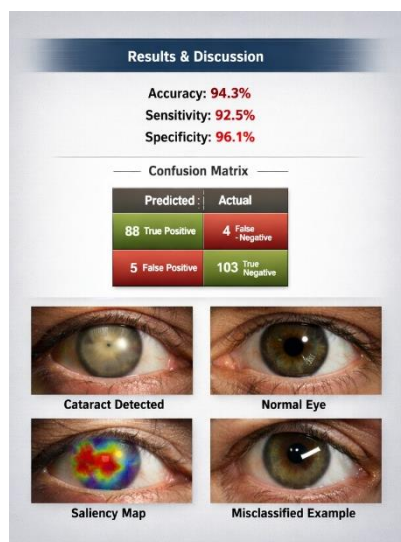 Results & Discussion
Accuracy: 94.3%
Sensitivity: 92.5%
Specificity: 96.1%
Confusion Matrix
Predicted : Actual
88 True Positive 4 False
- Negative
5 False Positive 103 True
Negative
Cataract Detected Normal Eye
Saliency Map Misclassified Example